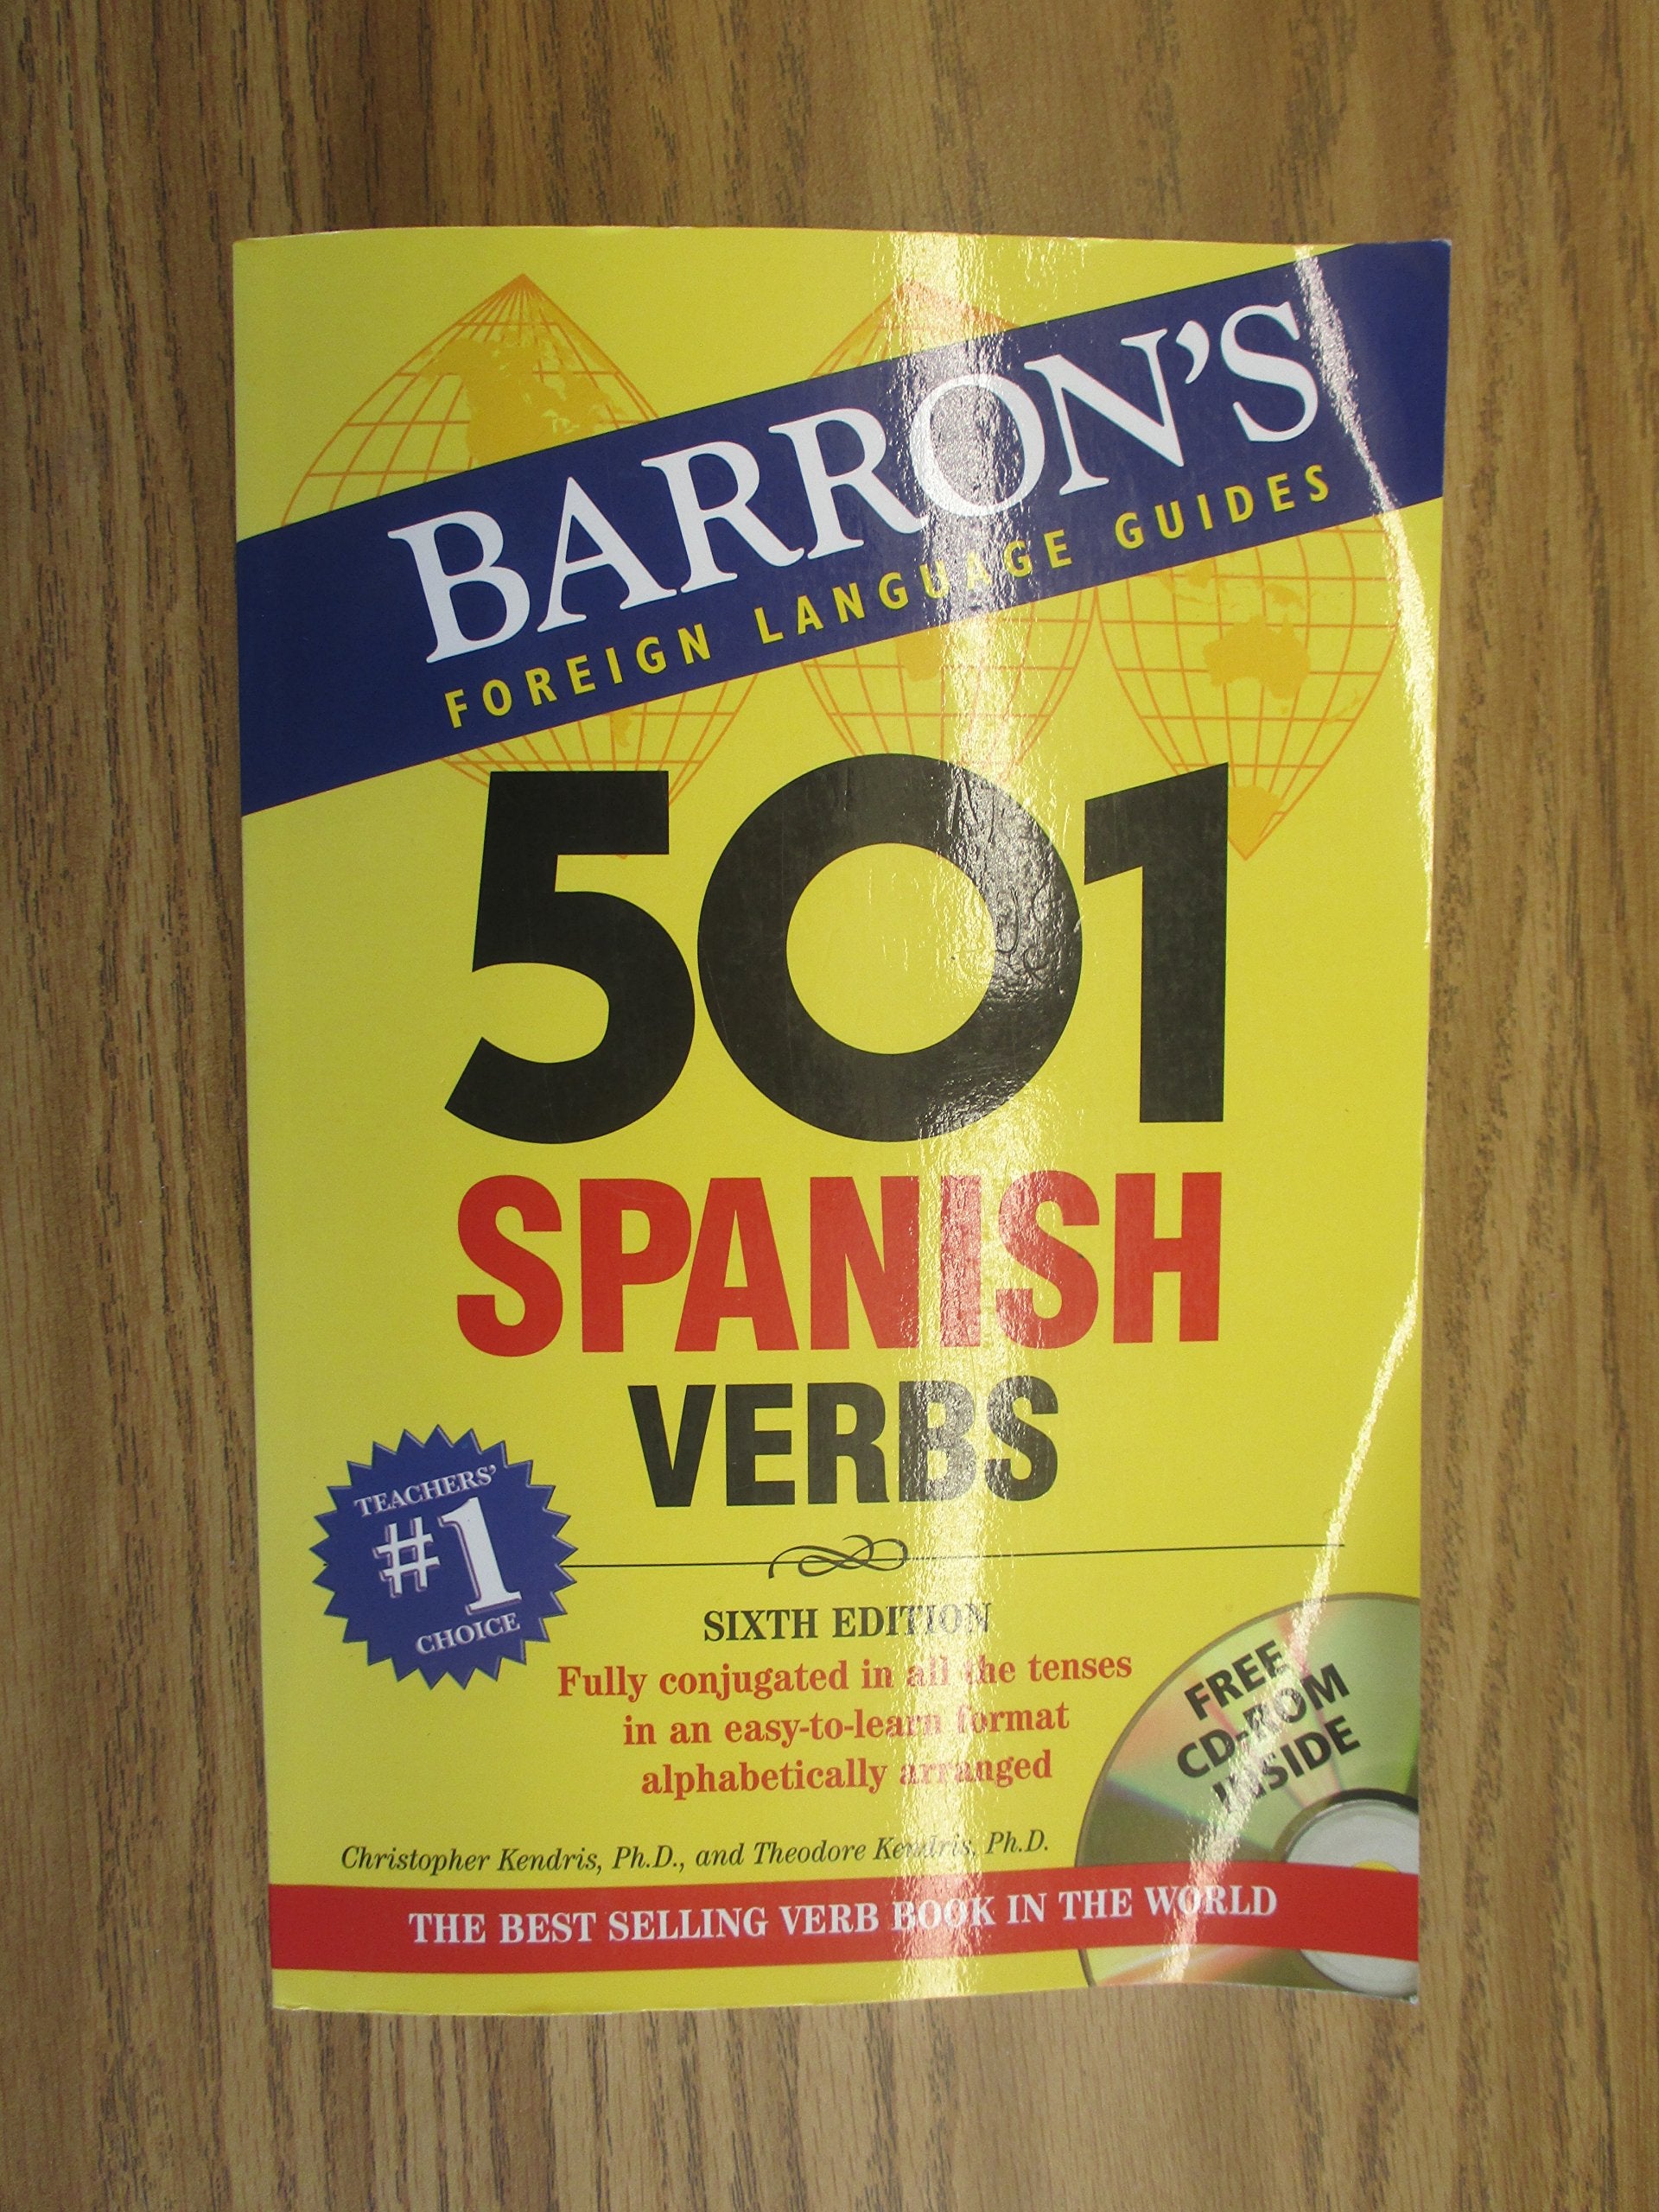 BARRON'S
FOREIGN LANGUAGE GUIDES
501
SPANISH
VERBS
TEACHERS'
#1
CHOICE
SIXTH EDITION
Fully conjugated in all the tenses
in an easy-to-learn format
alphabetically arranged
FREE
CD-ROM
INSIDE
Christopher Kendris, Ph.D., and Theodore Kendris, Ph.D.
THE BEST SELLING VERB BOOK IN THE WORLD